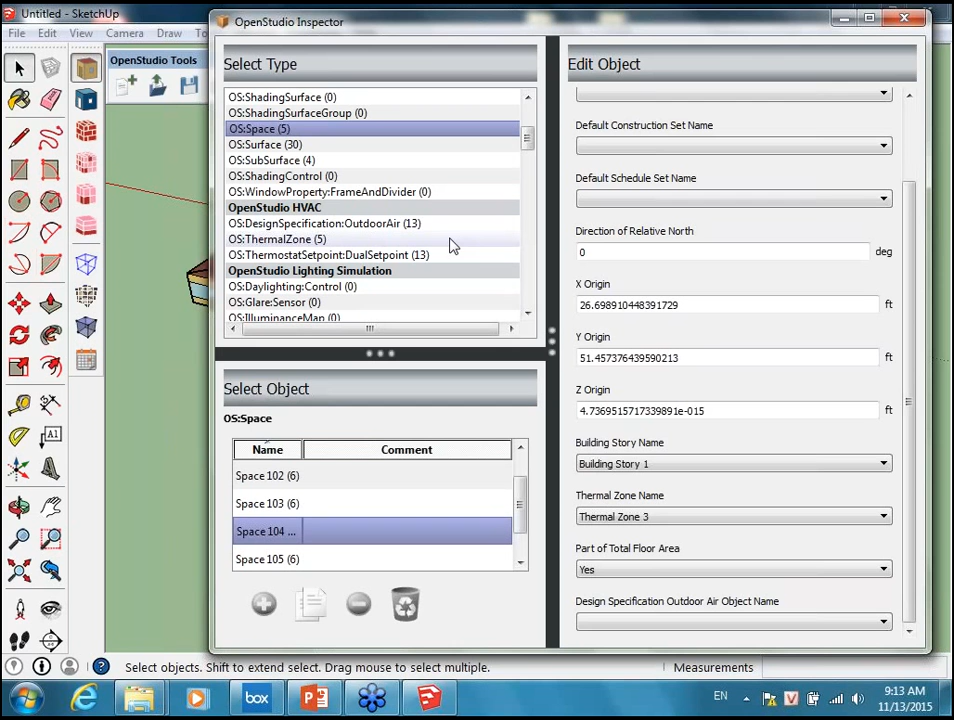 Untitled - SketchUp
File Edit View Camera Draw
OpenStudio Tools
OpenStudio Inspector
Select Type
OS:ShadingSurface (0)
OS:ShadingSurfaceGroup (0)
OS:Space (5)
OS:Surface (30)
OS:SubSurface (4)
OS:ShadingControl (0)
OS:WindowProperty:FrameAndDivider (0)
OpenStudio HVAC
OS:DesignSpecification:OutdoorAir (13)
OS:ThermalZone (5)
OS:ThermostatSetpoint:DualSetpoint (13)
OpenStudio Lighting Simulation
OS:Daylighting:Control (0)
OS:Glare:Sensor (0)
OS:IlluminanceMap (0)
Select Object
OS:Space
Name Comment
Space 102 (6)
Space 103 (6)
Space 104 ...
Space 105 (6)
Edit Object
Default Construction Set Name
Default Schedule Set Name
Direction of Relative North
0 deg
X Origin
26.698910448391729 ft
Y Origin
51.457376439590213 ft
Z Origin
4.7369515717339891e-015 ft
Building Story Name
Building Story 1
Thermal Zone Name
Thermal Zone 3
Part of Total Floor Area
Yes
Design Specification Outdoor Air Object Name
Select objects. Shift to extend select. Drag mouse to select multiple.
Measurements
box
EN
9:13 AM
11/13/2015